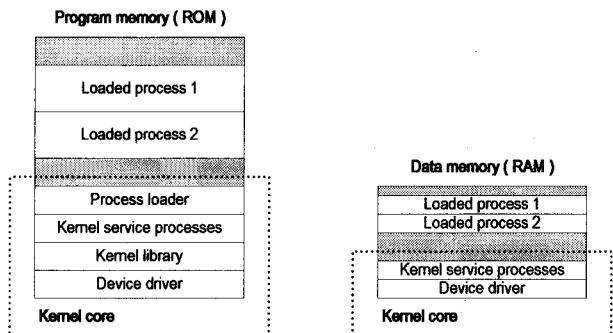 Program memory ( ROM )
Loaded process 1
Loaded process 2
Process loader
Kernel service processes
Kernel library
Device driver
Kernel core
Data memory ( RAM )
Loaded process 1
Loaded process 2
Kernel service processes
Device driver
Kernel core